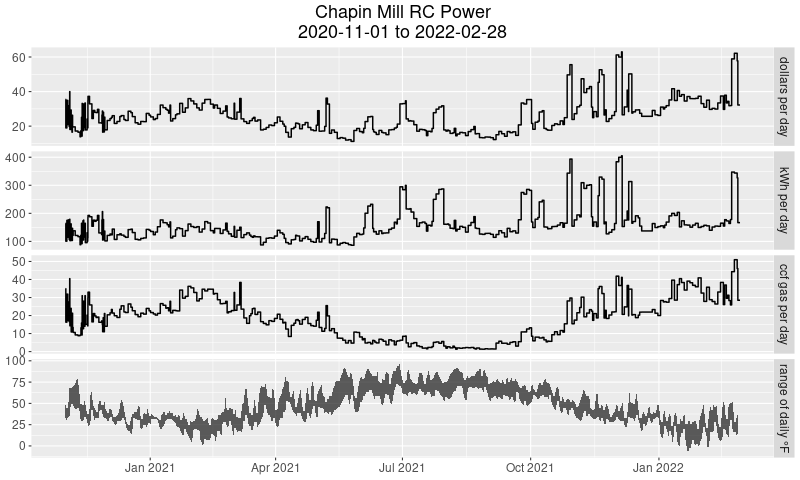 Chapin Mill RC Power
2020-11-01 to 2022-02-28
60
40
20
dollars per day
400
300
200
100
kWh per day
50
40
30
20
10
0
ccf gas per day
100
75
50
25
0
range of daily °F
Jan 2021
Apr 2021
Jul 2021
Oct 2021
Jan 2022